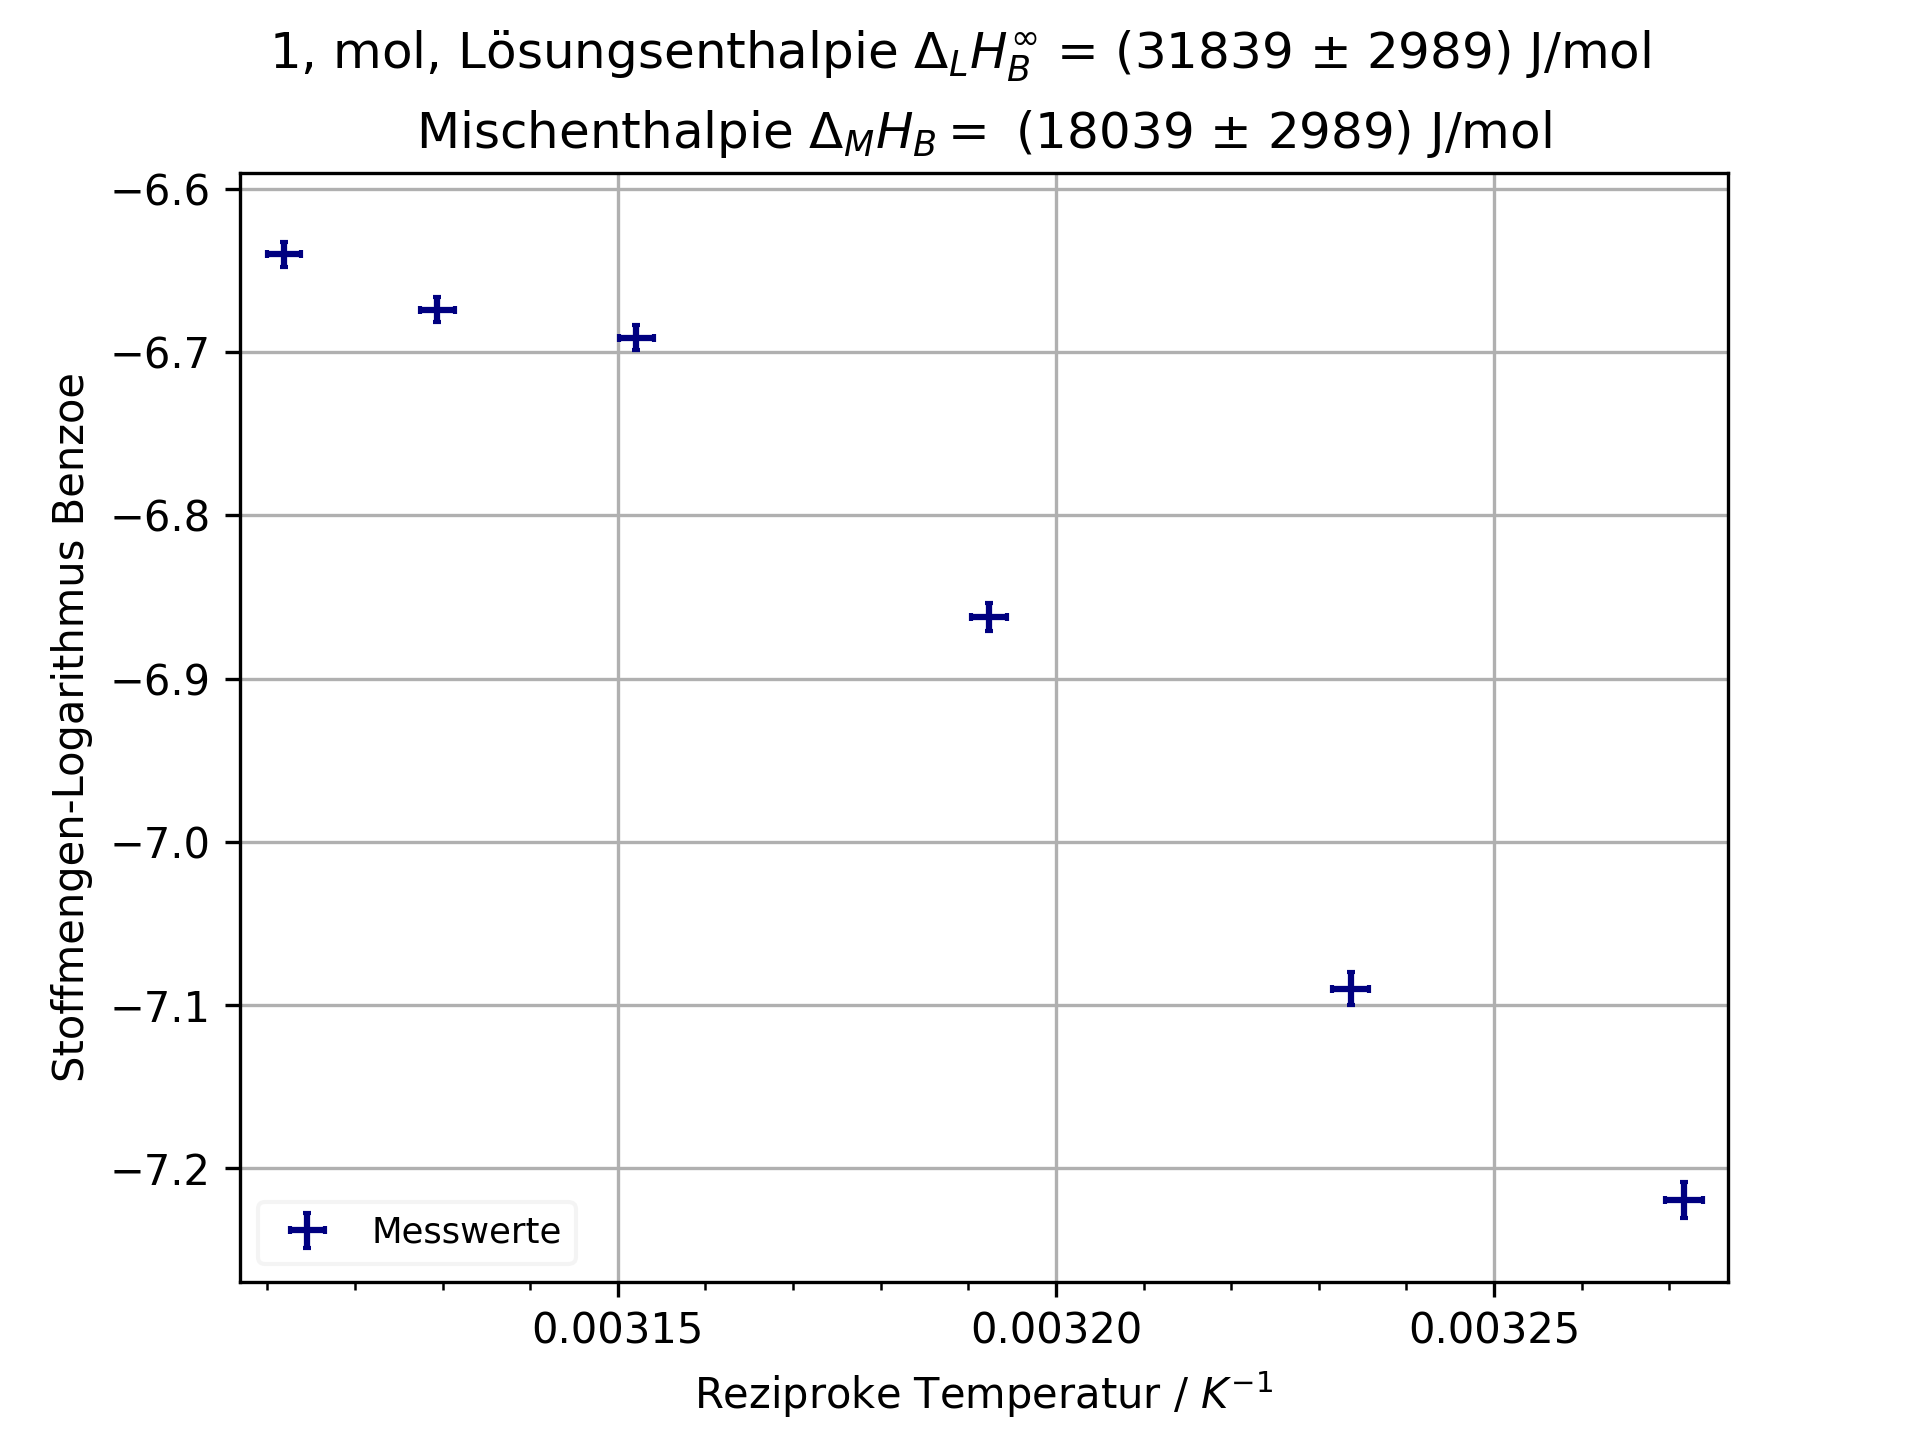 1, mol, Lösungsenthalpie Δ_L H_B^∞ = (31839 ± 2989) J/mol
Mischenthalpie Δ_M H_B = (18039 ± 2989) J/mol
−6.6
−6.7
−6.8
−6.9
−7.0
−7.1
−7.2
Stoffmengen-Logarithmus Benzoe
Messwerte
0.00315 0.00320 0.00325
Reziproke Temperatur / K⁻¹